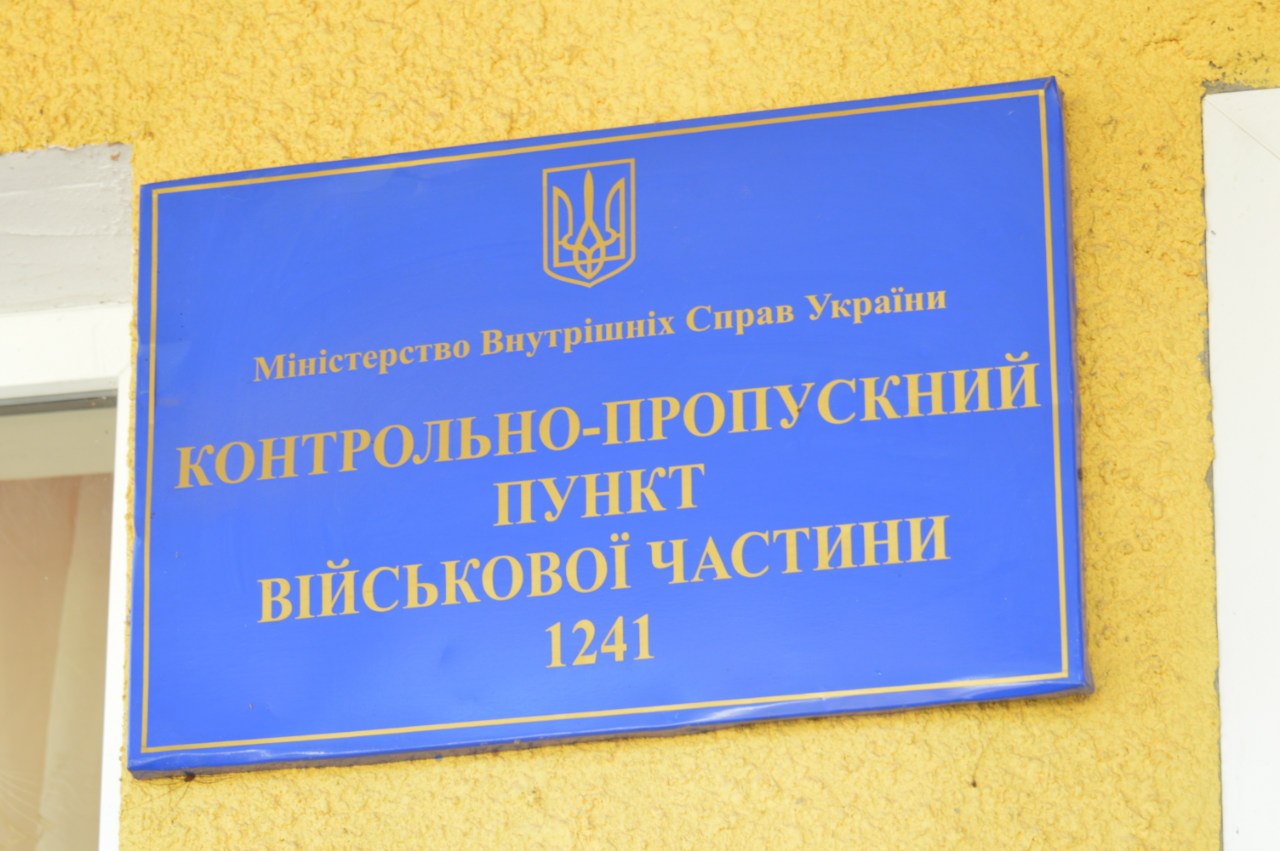 Міністерство Внутрішніх Справ України
КОНТРОЛЬНО-ПРОПУСКНИЙ
ПУНКТ
ВІЙСЬКОВОЇ ЧАСТИНИ
1241